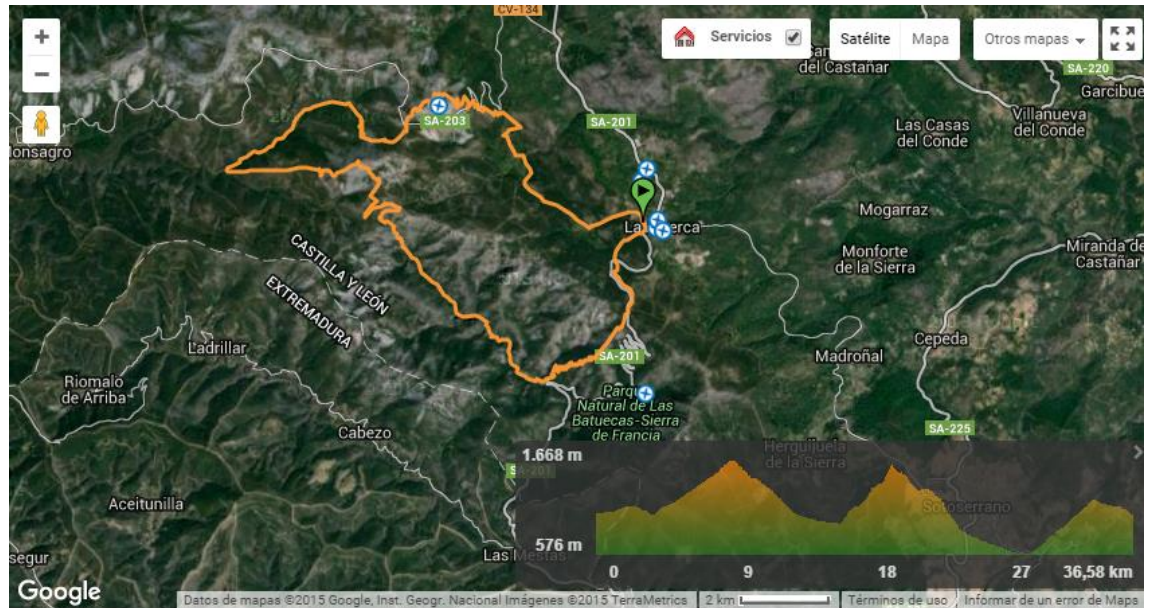 CV-134
+
−
Servicios
Satélite
Mapa
Otros mapas
del Castañar
SA-220
Garcibue
Villanueva
del Conde
SA-203
SA-201
Las Casas
del Conde
onsagro
Mogarraz
CASTILLA Y LEÓN
EXTREMADURA
Monforte
de la Sierra
Miranda de
Castañar
Ladrillar
Cepeda
Madroñal
SA-201
Riomalo
de Arriba
Parque
Natural de Las
Batuecas-Sierra
de Francia
Cabezo
SA-225
Herguijuela
de la Sierra
1.668 m
SA-201
Aceitunilla
Sotoserrano
576 m
segur
Las Mestas
0 9 18 27 36,58 km
Google
Datos de mapas ©2015 Google, Inst. Geogr. Nacional Imágenes ©2015 TerraMetrics
2 km
Términos de uso
Informar de un error de Maps